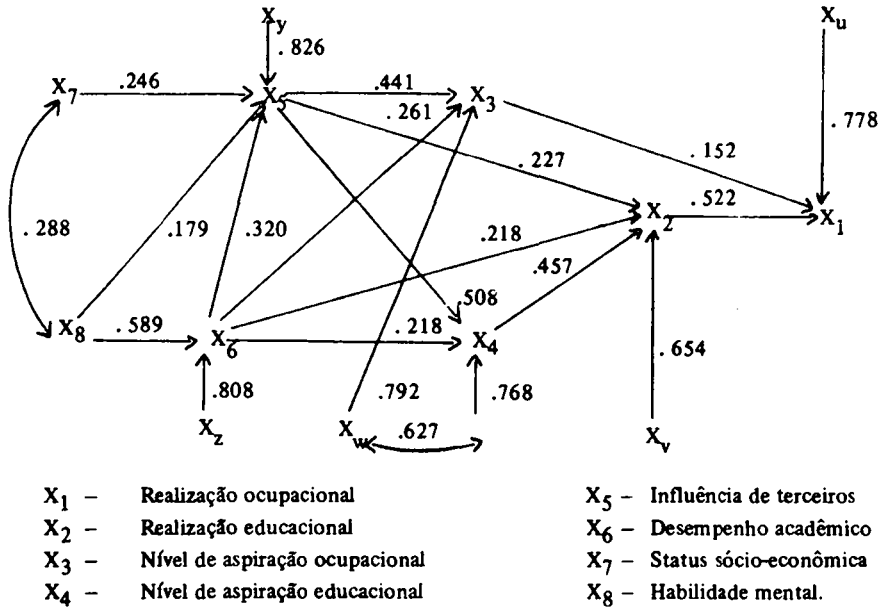 Xy
Xu
. 826
X7 .246 X5 .441 X3
.261
.778
.227
.152
X2 .522 X1
. 288
.179
.320
.218
.457
.508
X8 .589 X6 .218 X4
. 654
.808
.792
.768
Xz
Xw .627
Xv
X1 – Realização ocupacional
X2 – Realização educacional
X3 – Nível de aspiração ocupacional
X4 – Nível de aspiração educacional
X5 – Influência de terceiros
X6 – Desempenho acadêmico
X7 – Status sócio-econômica
X8 – Habilidade mental.